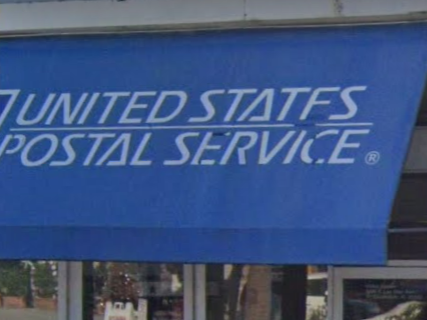 UNITED STATES
POSTAL SERVICE®